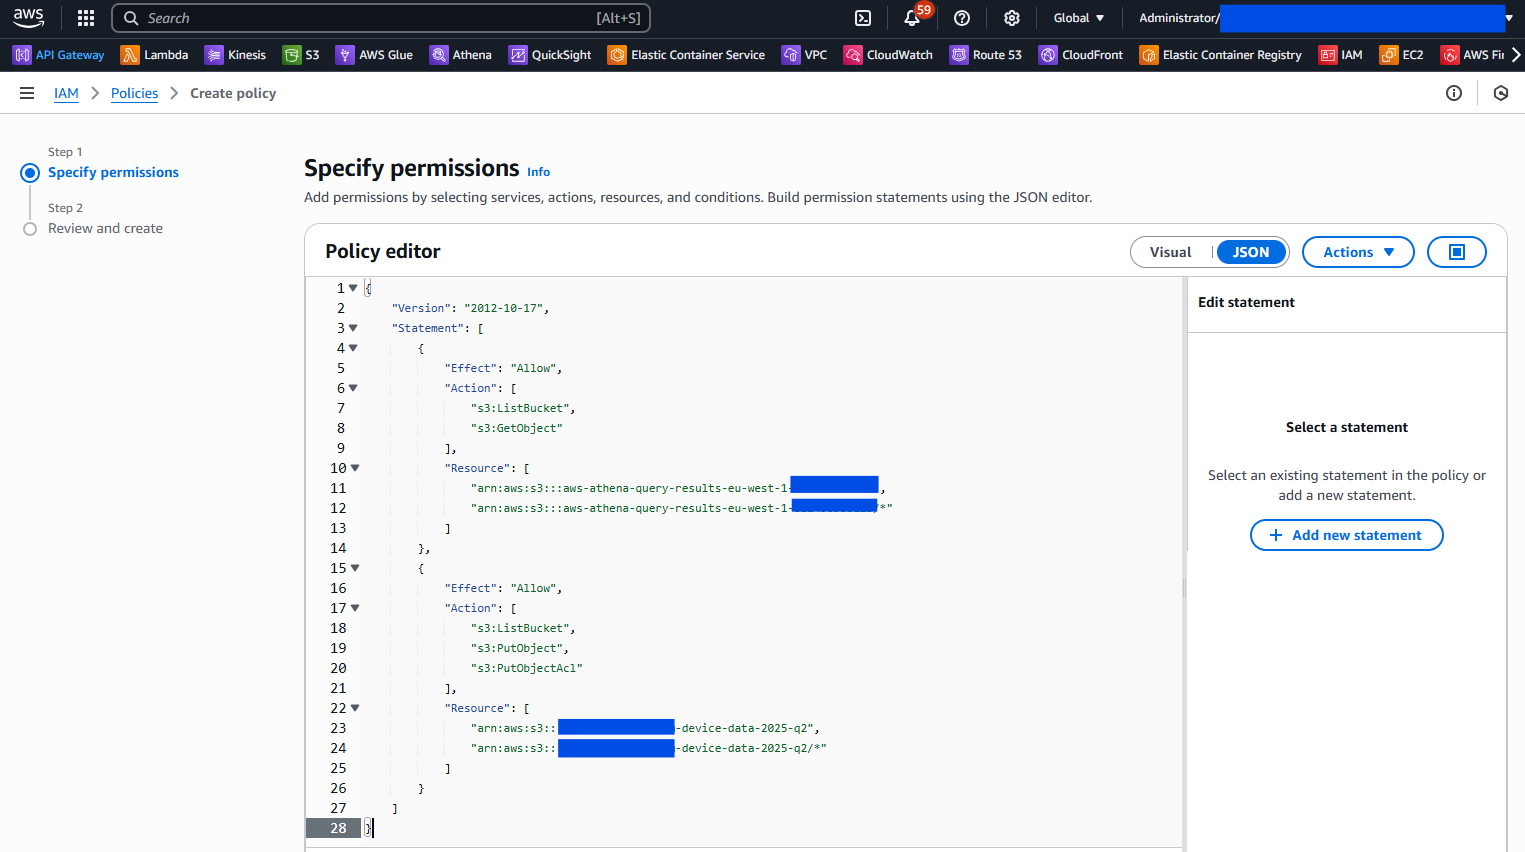 aws
Search
[Alt+S]
59
Global
Administrator/
API Gateway
Lambda
Kinesis
S3
AWS Glue
Athena
QuickSight
Elastic Container Service
VPC
CloudWatch
Route 53
CloudFront
Elastic Container Registry
IAM
EC2
AWS Fi
IAM
Policies
Create policy
Step 1
Specify permissions
Step 2
Review and create
Specify permissions Info
Add permissions by selecting services, actions, resources, and conditions. Build permission statements using the JSON editor.
Policy editor
Visual
JSON
Actions
1 {
2 "Version": "2012-10-17",
3 "Statement": [
4 {
5 "Effect": "Allow",
6 "Action": [
7 "s3:ListBucket",
8 "s3:GetObject"
9 ],
10 "Resource": [
11 "arn:aws:s3:::aws-athena-query-results-eu-west-1- ,
12 "arn:aws:s3:::aws-athena-query-results-eu-west-1- /*"
13 ]
14 },
15 {
16 "Effect": "Allow",
17 "Action": [
18 "s3:ListBucket",
19 "s3:PutObject",
20 "s3:PutObjectAcl"
21 ],
22 "Resource": [
23 "arn:aws:s3:: -device-data-2025-q2",
24 "arn:aws:s3:: -device-data-2025-q2/*"
25 ]
26 }
27 ]
28 }
Edit statement
Select a statement
Select an existing statement in the policy or
add a new statement.
+ Add new statement